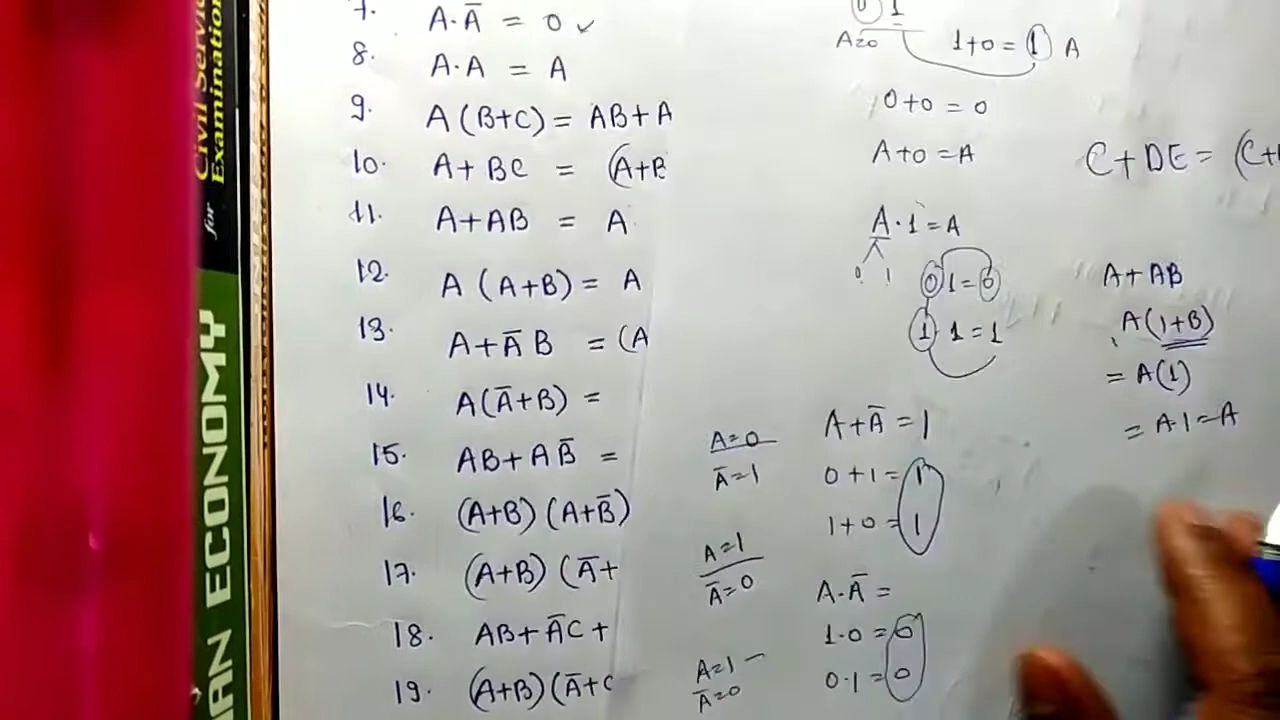 for Civil Servi
Examination
AN ECONOMY
7. A·Ā = 0 ✓
8. A·A = A
9. A(B+C) = AB+A
10. A+BC = (A+B
11. A+AB = A
12. A(A+B) = A
13. A+ĀB = (A
14. A(Ā+B) =
15. AB+AB̄ =
16. (A+B)(A+B̄)
17. (A+B)(Ā+
18. AB+ĀC+
19. (A+B)(Ā+C
A=0
Ā=1
A=1
Ā=0
A=1
Ā=0
0 1
A=0
1+0=1 A
0+0=0
A+0=A
A·1=A
0 1
0 1=0
1 1=1
A+Ā=1
0+1=1
1+0=1
A·Ā=
1·0=0
0·1=0
C+DE=(C+
A+AB
A(1+B)
=A(1)
=A·1=A